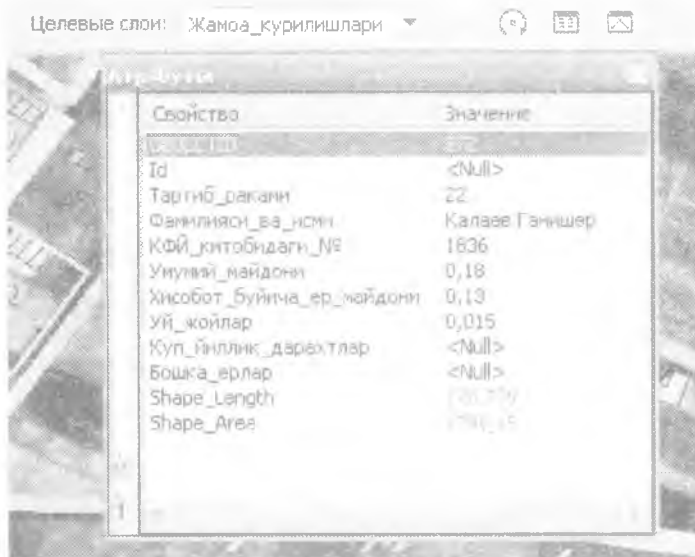 Целевые слои: Жамоа_курилишлари
Свойство Значение
Id <Null>
Тартиб_раками 22
Фамилияси_ва_исми Калаев Ганишер
КФЙ_китобидаги_№ 1836
Умумий_майдони 0,18
Хисобот_буйича_ер_майдони 0,13
Уй_жойлар 0,015
Куп_йиллик_дарахтлар <Null>
Бошка_ерлар <Null>
Shape_Length
Shape_Area